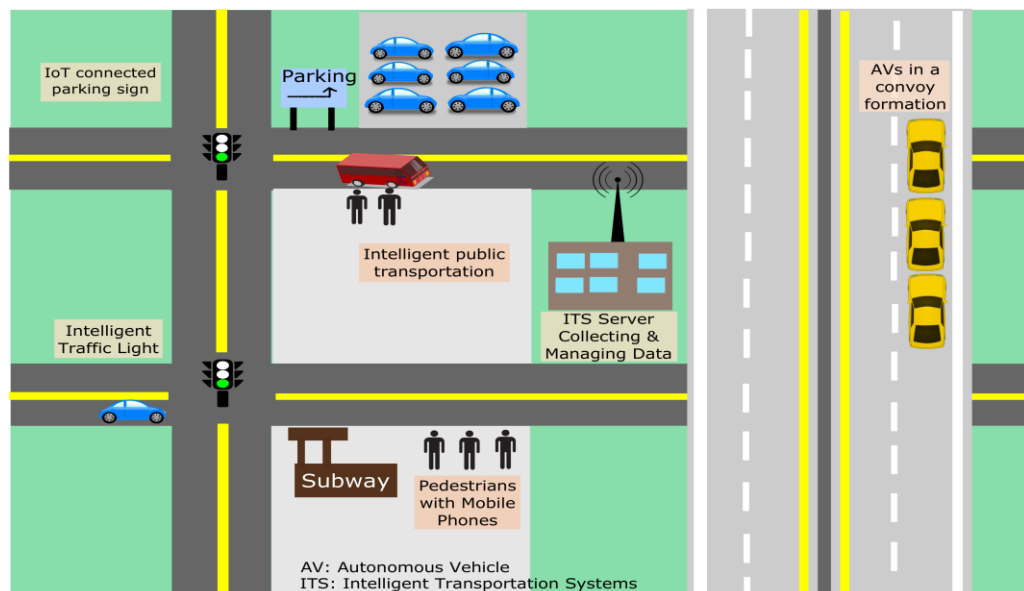 IoT connected
parking sign
Parking
AVs in a
convoy
formation
Intelligent public
transportation
Intelligent
Traffic Light
ITS Server
Collecting &
Managing Data
Subway
Pedestrians
with Mobile
Phones
AV: Autonomous Vehicle
ITS: Intelligent Transportation Systems